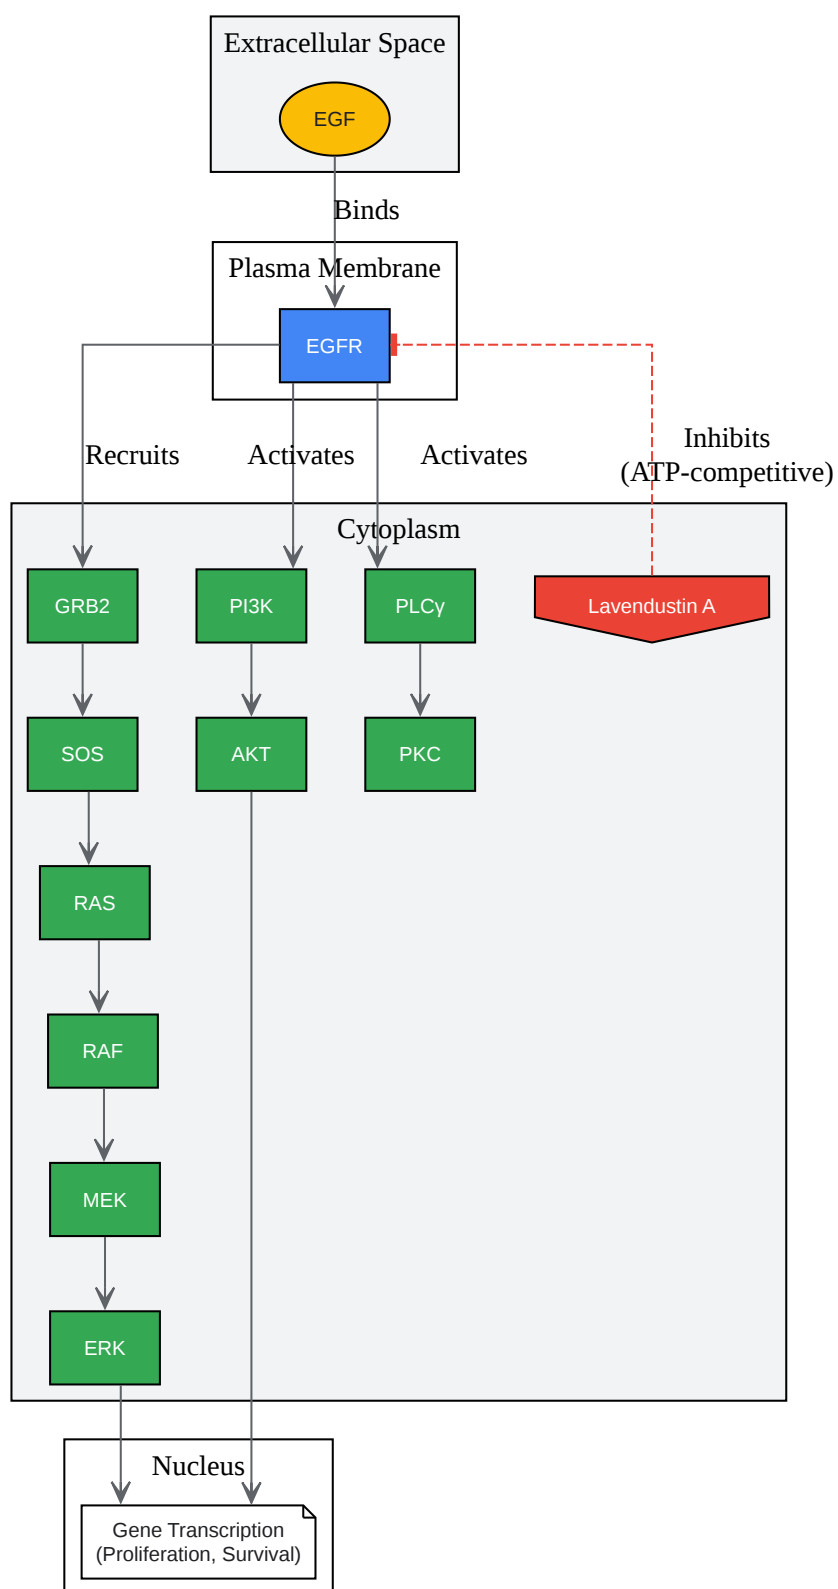 Extracellular Space
EGF
Binds
Plasma Membrane
EGFR
Recruits
Activates
Activates
Inhibits
(ATP-competitive)
Cytoplasm
GRB2
PI3K
PLCγ
Lavendustin A
SOS
AKT
PKC
RAS
RAF
MEK
ERK
Nucleus
Gene Transcription
(Proliferation, Survival)